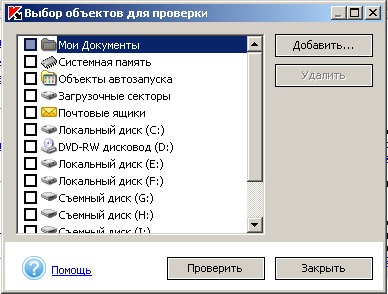 Выбор объектов для проверки
Мои Документы
Системная память
Объекты автозапуска
Загрузочные секторы
Почтовые ящики
Локальный диск (C:)
DVD-RW дисковод (D:)
Локальный диск (E:)
Локальный диск (F:)
Съемный диск (G:)
Съемный диск (H:)
Съемный диск (I:)
Добавить...
Удалить
Помощь
Проверить
Закрыть